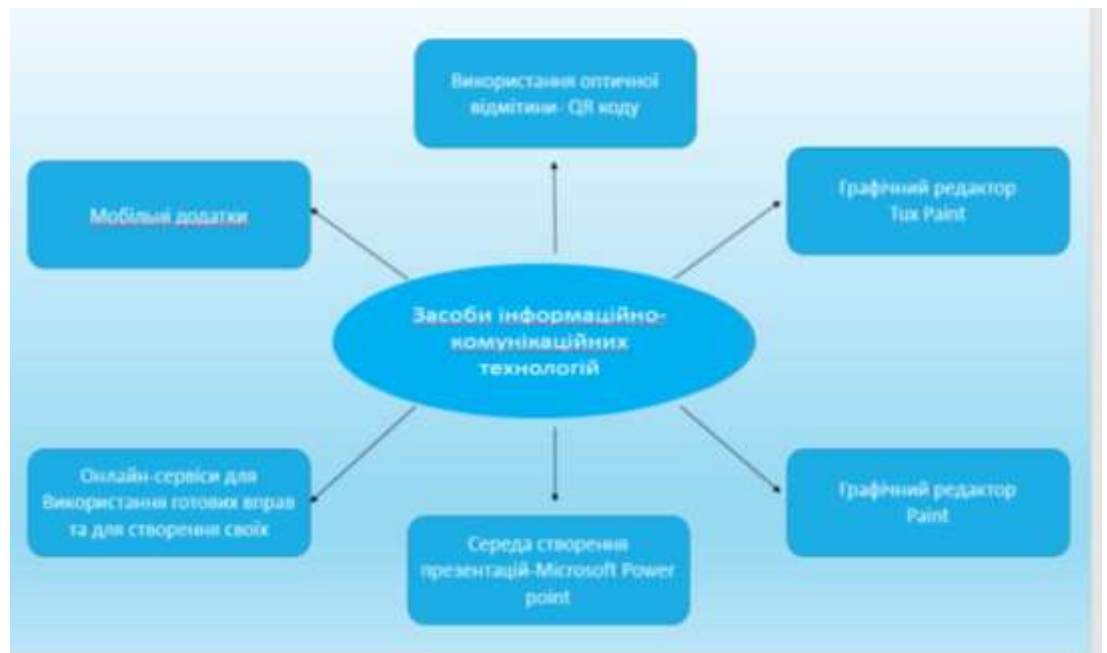 Використання оптичної
відмітини- QR коду
Мобільні додатки
Графічний редактор
Tux Paint
Засоби інформаційно-
комунікаційних
технологій
Онлайн-сервіси для
Використання готових вправ
та для створення своїх
Середа створення
презентацій-Microsoft Power
point
Графічний редактор
Paint